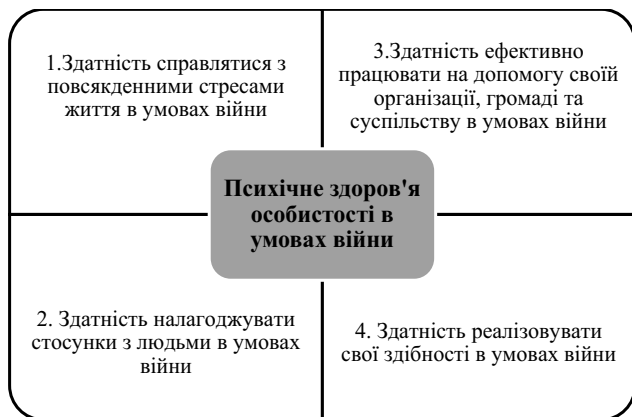 1.Здатність справлятися з
повсякденними стресами
життя в умовах війни
3.Здатність ефективно
працювати на допомогу своїй
організації, громаді та
суспільству в умовах війни
Психічне здоров'я
особистості в
умовах війни
2. Здатність налагоджувати
стосунки з людьми в умовах
війни
4. Здатність реалізовувати
свої здібності в умовах війни